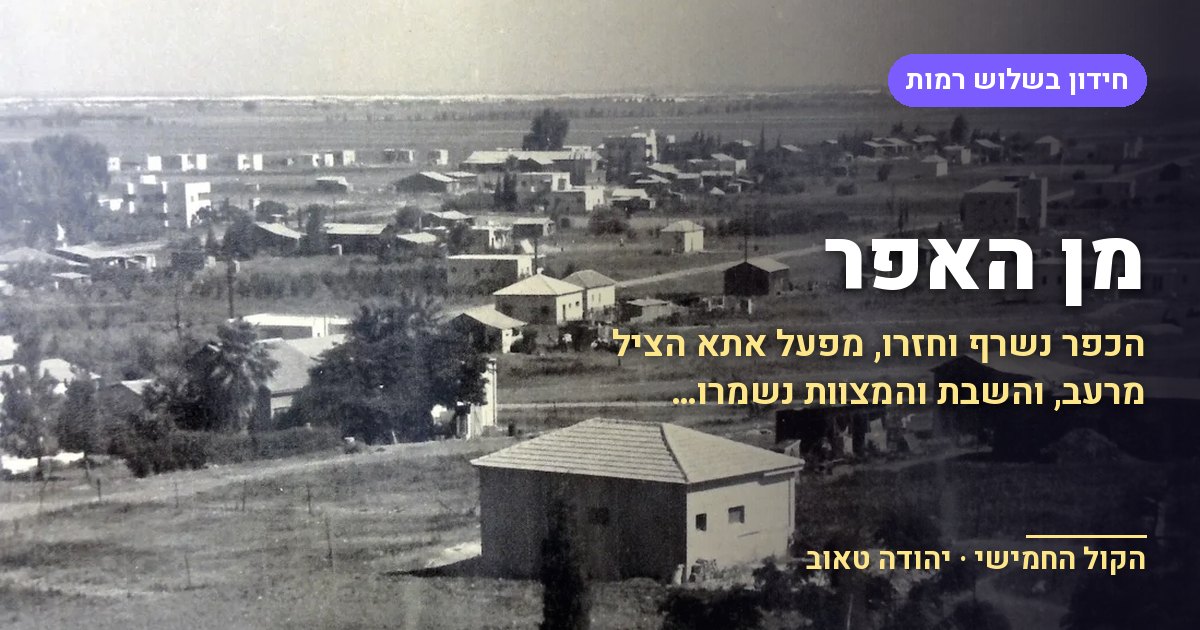 חידון בשלוש רמות
מן האפר
הכפר נשרף וחזרו, מפעל אתא הציל
מרעב, והשבת והמצוות נשמרו...
הקול החמישי · יהודה טאוב